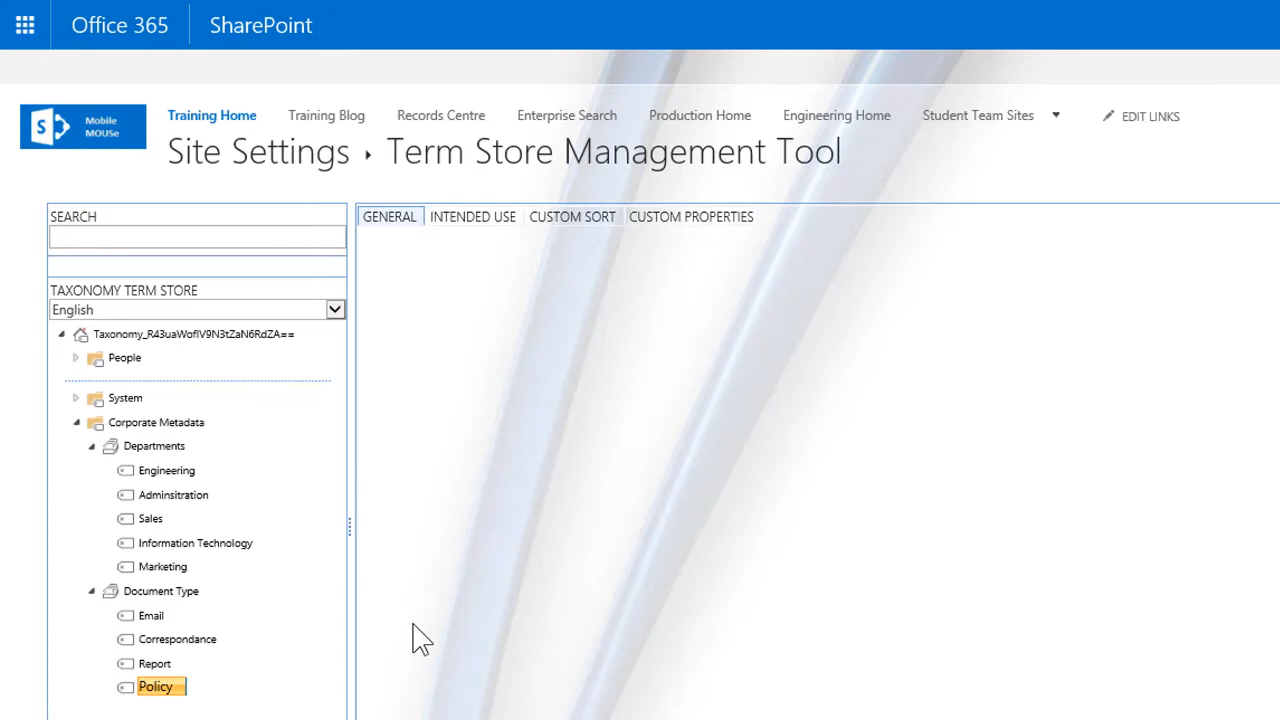 Office 365 SharePoint
S Mobile MOUSe
Training Home Training Blog Records Centre Enterprise Search Production Home Engineering Home Student Team Sites EDIT LINKS
Site Settings Term Store Management Tool
SEARCH
GENERAL INTENDED USE CUSTOM SORT CUSTOM PROPERTIES
TAXONOMY TERM STORE
English
Taxonomy_R43uaWofIV9N3tZaN6RdZA==
People
System
Corporate Metadata
Departments
Engineering
Adminsitration
Sales
Information Technology
Marketing
Document Type
Email
Correspondance
Report
Policy